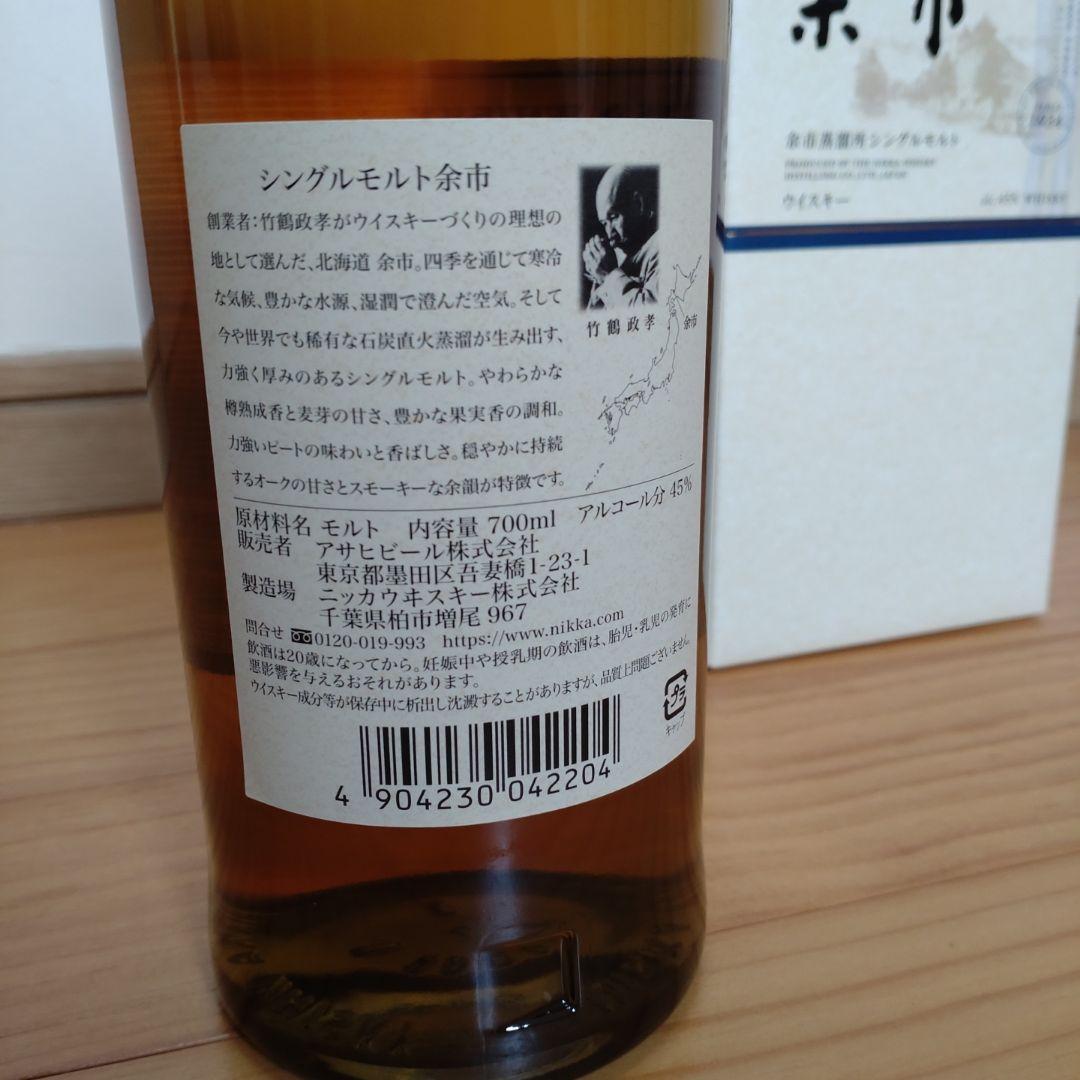 シングルモルト余市
創業者:竹鶴政孝がウイスキーづくりの理想の
地として選んだ、北海道 余市。四季を通じて寒冷
な気候、豊かな水源、湿潤で澄んだ空気。そして
今や世界でも稀有な石炭直火蒸溜が生み出す、
力強く厚みのあるシングルモルト。やわらかな
樽熟成香と麦芽の甘さ、豊かな果実香の調和。
力強いピートの味わいと香ばしさ。穏やかに持続
するオークの甘さとスモーキーな余韻が特徴です。
竹鶴政孝
余市
原材料名 モルト 内容量 700ml アルコール分 45%
販売者 アサヒビール株式会社
東京都墨田区吾妻橋1-23-1
製造場 ニッカウヰスキー株式会社
千葉県柏市増尾 967
問合せ 0120-019-993 https://www.nikka.com
飲酒は20歳になってから。妊娠中や授乳期の飲酒は、胎児・乳児の発育に
悪影響を与えるおそれがあります。
ウイスキー成分等が保存中に析出し沈澱することがありますが、品質上問題ございません。
プラ
キャップ
4 904230 042204
余市
余市蒸溜所シングルモルト
PRODUCED BY THE NIKKA WHISKY
DISTILLING CO.,LTD. JAPAN
ウイスキー
alc.45% WHISKY